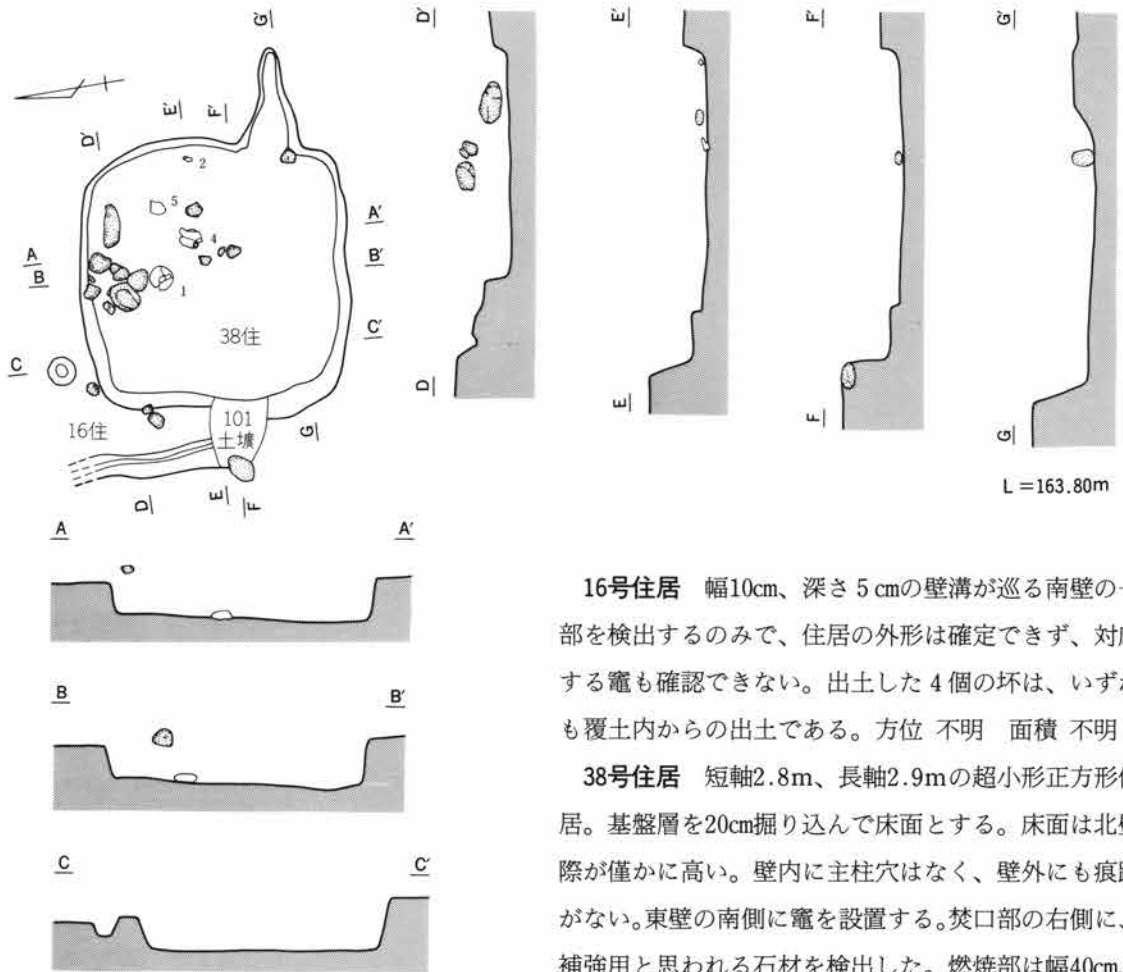 G'
D'
E'
F'
G'
E'
F'
D'
2
5
A'
A
4
B'
B
1
C'
38住
C
101
16住
土壙
G
D
E
F
D
E
F
G
L=163.80m
A
A'
B
B'
C
C'
16号住居 幅10cm、深さ5cmの壁溝が巡る南壁の一
部を検出するのみで、住居の外形は確定できず、対応
する竈も確認できない。出土した4個の坏は、いずれ
も覆土内からの出土である。方位 不明 面積 不明
38号住居 短軸2.8m、長軸2.9mの超小形正方形住
居。基盤層を20cm掘り込んで床面とする。床面は北壁
際が僅かに高い。壁内に主柱穴はなく、壁外にも痕跡
がない。東壁の南側に竈を設置する。焚口部の右側に、
補強用と思われる石材を検出した。燃焼部は幅40cm